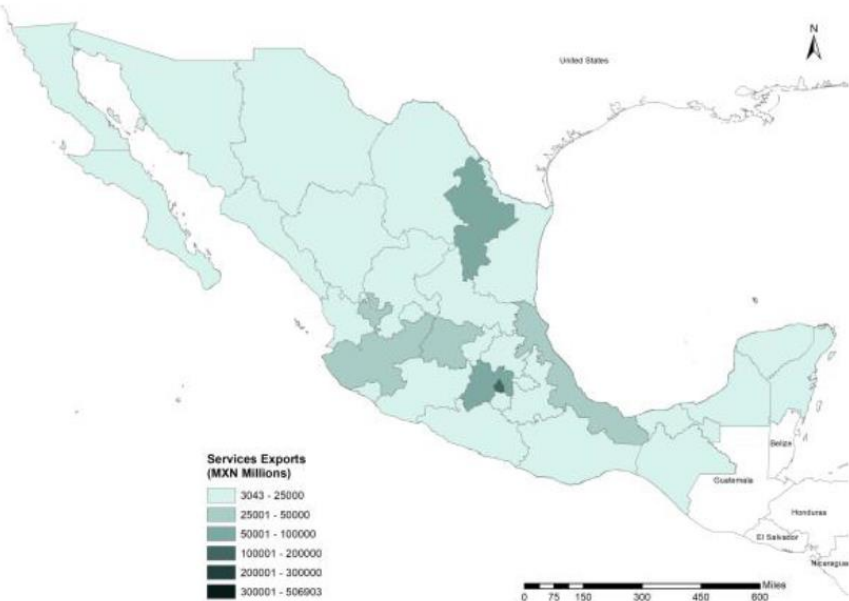 N
United States
Belize
Guatemala
Honduras
El Salvador
Nicaragua
Services Exports
(MXN Millions)
3043 - 25000
25001 - 50000
50001 - 100000
100001 - 200000
200001 - 300000
300001 - 506903
Miles
0 75 150 300 450 600